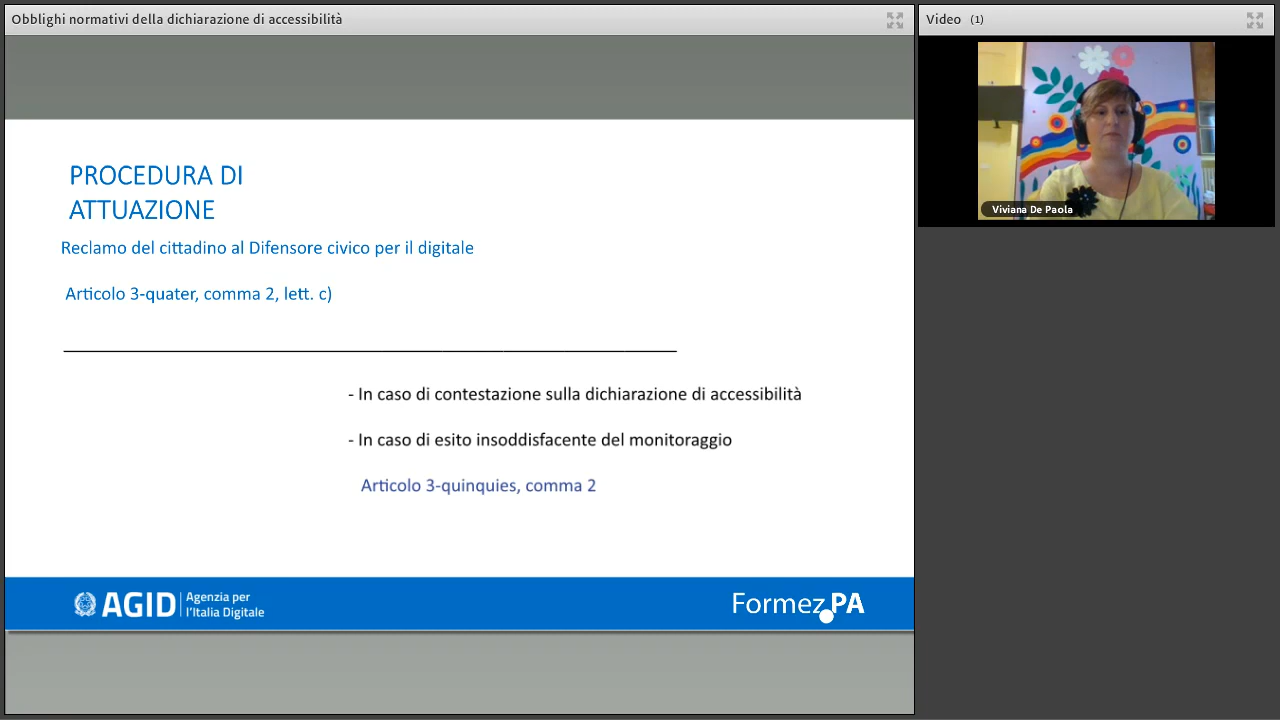 Obblighi normativi della dichiarazione di accessibilità
Video (1)
Viviana De Paola
PROCEDURA DI
ATTUAZIONE
Reclamo del cittadino al Difensore civico per il digitale
Articolo 3-quater, comma 2, lett. c)
- In caso di contestazione sulla dichiarazione di accessibilità
- In caso di esito insoddisfacente del monitoraggio
Articolo 3-quinquies, comma 2
AGID
Agenzia per
l'Italia Digitale
Formez PA